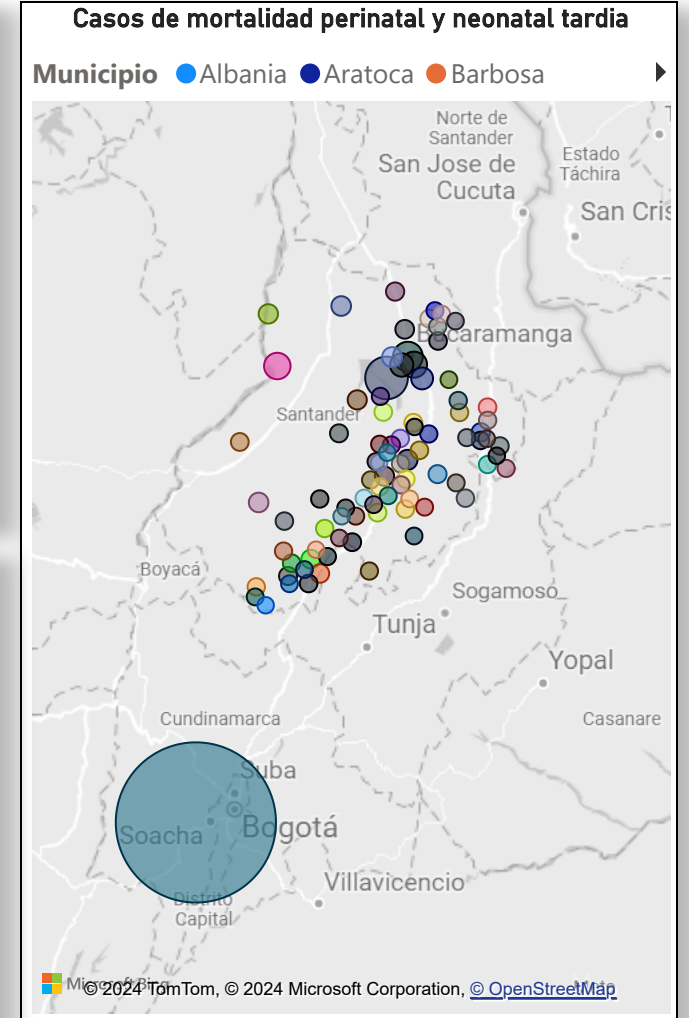 Casos de mortalidad perinatal y neonatal tardia
Municipio Albania Aratoca Barbosa
Norte de
Santander
San Jose de
Cucuta
Estado
Táchira
San Cris
Bucaramanga
Santander
Boyacá
Sogamoso
Tunja
Yopal
Cundinamarca
Casanare
Suba
Bogotá
Soacha
Villavicencio
Distrito
Capital
Microsoft Bing
© 2024 TomTom, © 2024 Microsoft Corporation, © OpenStreetMap